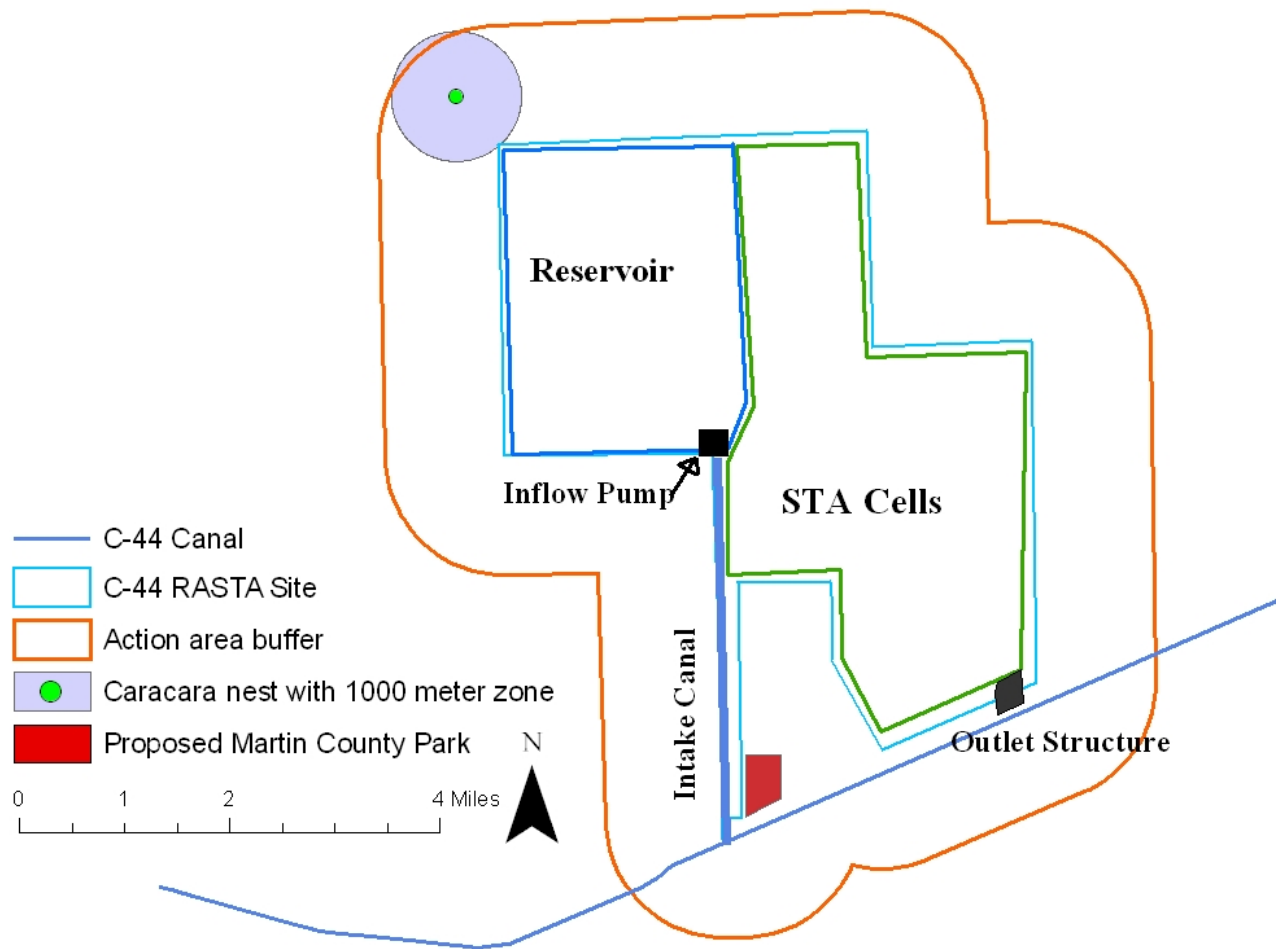 Reservoir
Inflow Pump
STA Cells
C-44 Canal
C-44 RASTA Site
Action area buffer
Caracara nest with 1000 meter zone
Proposed Martin County Park
N
0 1 2 4 Miles
Intake Canal
Outlet Structure